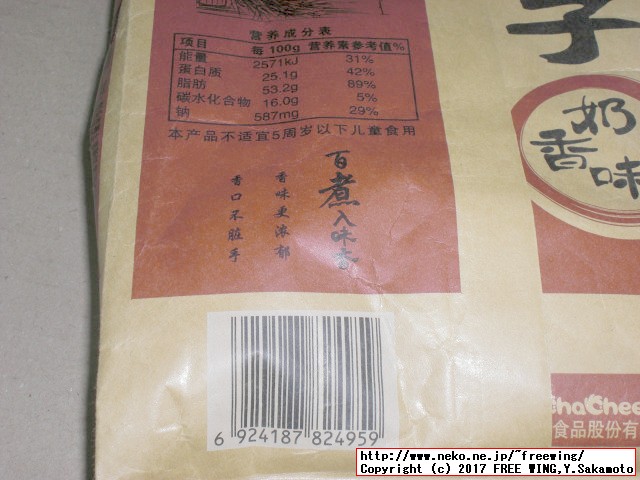 营养成分表
项目 每100g 营养素参考值%
能量 2571kJ 31%
蛋白质 25.1g 42%
脂肪 53.2g 89%
碳水化合物 16.0g 5%
钠 587mg 29%
本产品不适宜5周岁以下儿童食用
百煮入味香
香味更浓郁
香口不脏手
子
奶
香
味
6 924187 824959
ChaChee
食品股份有
http://www.neko.ne.jp/~freewing/
Copyright (c) 2017 FREE WING,Y.Sakamoto